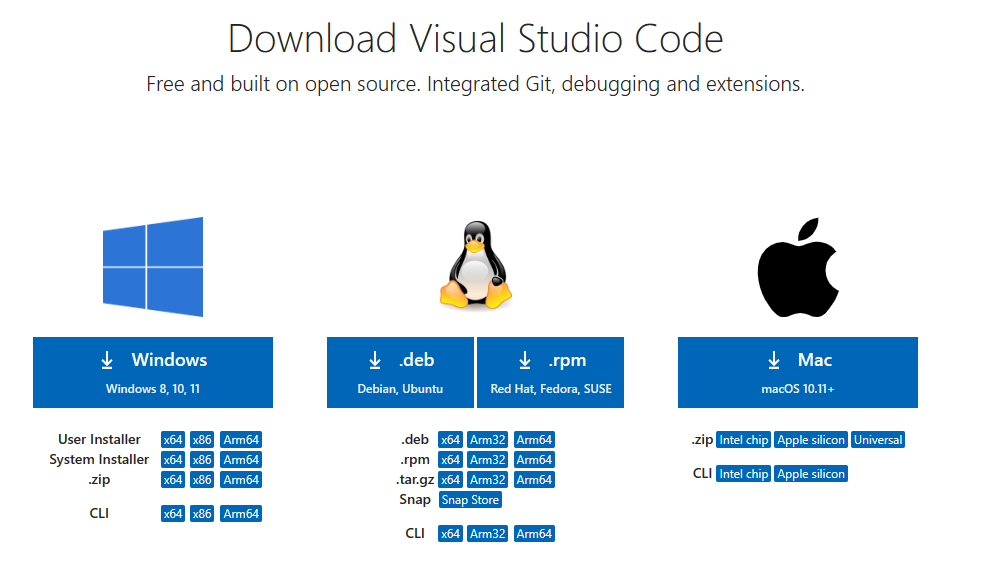 Download Visual Studio Code
Free and built on open source. Integrated Git, debugging and extensions.
Windows
Windows 8, 10, 11
User Installer x64 x86 Arm64
System Installer x64 x86 Arm64
.zip x64 x86 Arm64
CLI x64 x86 Arm64
.deb
Debian, Ubuntu
.rpm
Red Hat, Fedora, SUSE
.deb x64 Arm32 Arm64
.rpm x64 Arm32 Arm64
.tar.gz x64 Arm32 Arm64
Snap Snap Store
CLI x64 Arm32 Arm64
Mac
macOS 10.11+
.zip Intel chip Apple silicon Universal
CLI Intel chip Apple silicon